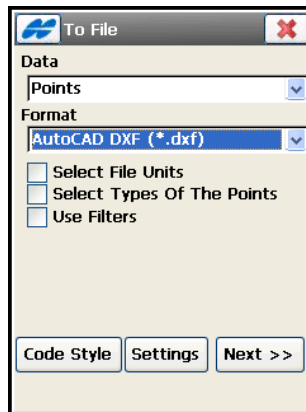 To File
Data
Points
Format
AutoCAD DXF (*.dxf)
Select File Units
Select Types Of The Points
Use Filters
Code Style Settings Next >>